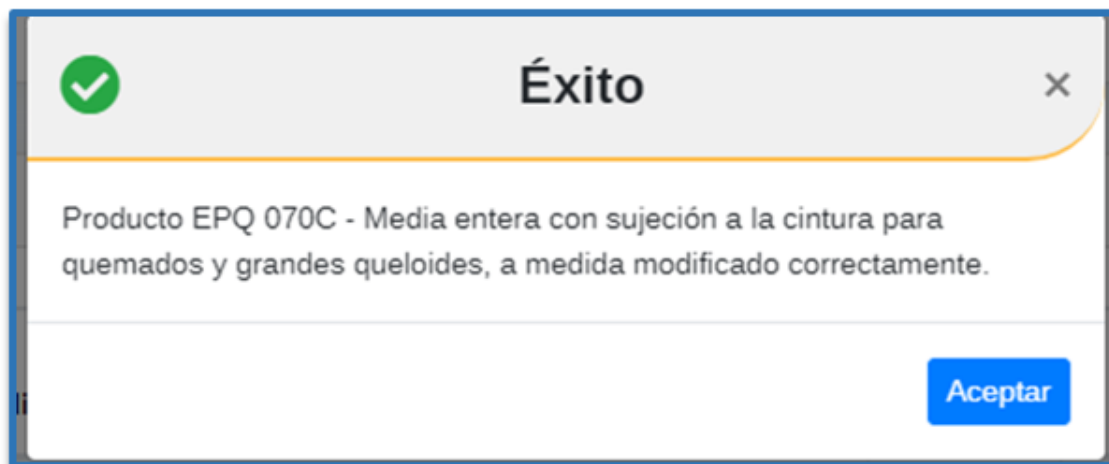 Éxito
×
Producto EPQ 070C - Media entera con sujeción a la cintura para
quemados y grandes queloides, a medida modificado correctamente.
Aceptar